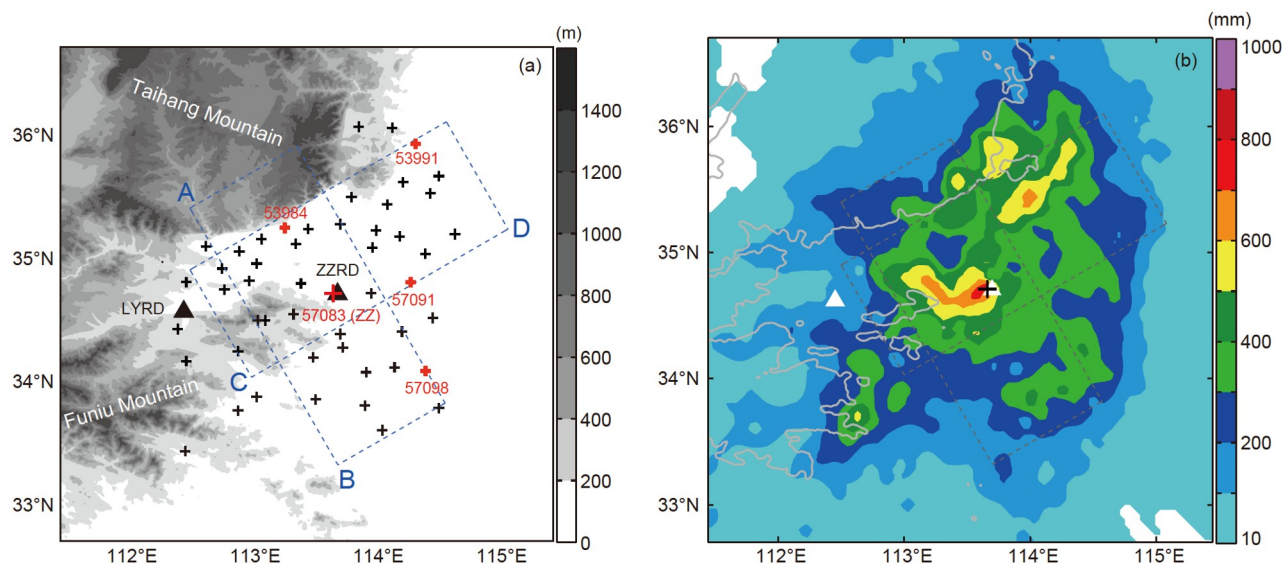 (m)
(a)
Taihang Mountain
1400
1200
1000
800
600
400
200
0
36°N
35°N
34°N
33°N
53991
A
53984
D
ZZRD
LYRD
57091
57083 (ZZ)
57098
C
Funiu Mountain
B
112°E
113°E
114°E
115°E
(mm)
(b)
1000
800
600
400
200
10
36°N
35°N
34°N
33°N
112°E
113°E
114°E
115°E